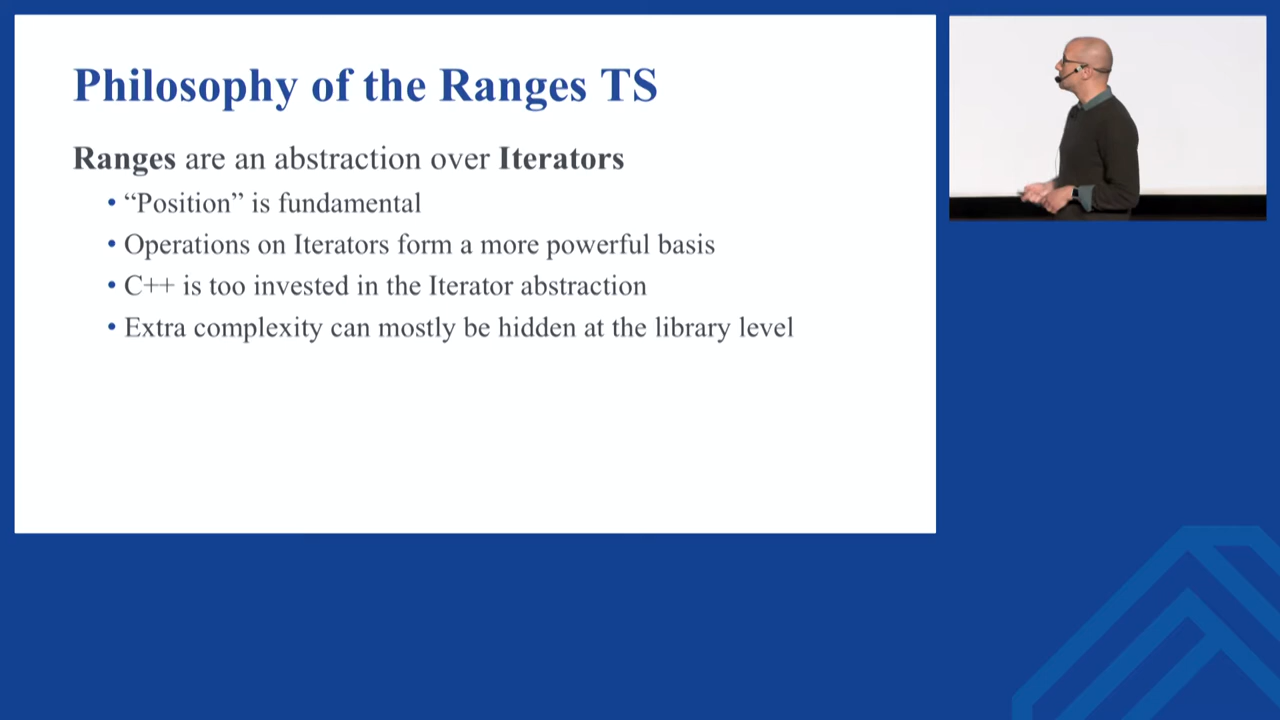 Philosophy of the Ranges TS
Ranges are an abstraction over Iterators
• “Position” is fundamental
• Operations on Iterators form a more powerful basis
• C++ is too invested in the Iterator abstraction
• Extra complexity can mostly be hidden at the library level